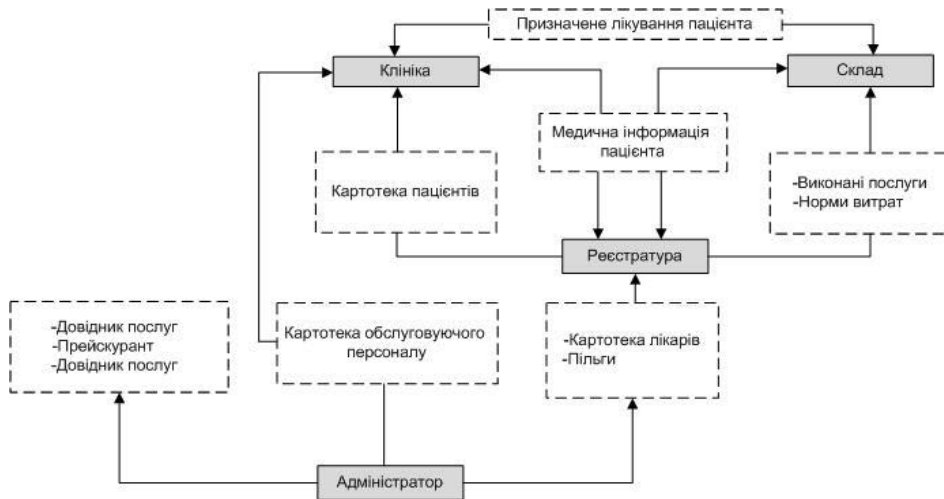 Призначене лікування пацієнта
Клініка
Склад
Медична інформація
пацієнта
Картотека пацієнтів
-Виконані послуги
-Норми витрат
Реєстратура
-Довідник послуг
-Прейскурант
-Довідник послуг
Картотека обслуговуючого
персоналу
-Картотека лікарів
-Пільги
Адміністратор